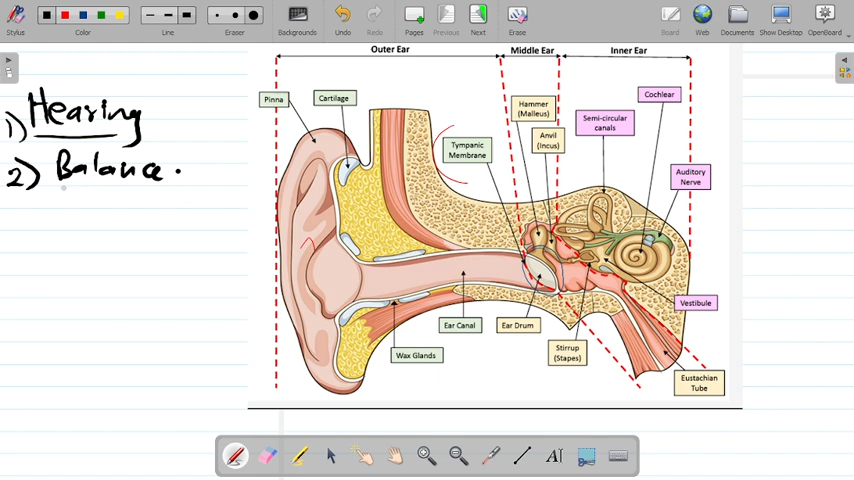 Stylus
Color
Line
Eraser
Backgrounds
Undo
Redo
Pages
Previous
Next
Erase
Board
Web
Documents
Show Desktop
OpenBoard
1) Hearing
2) Balance.
Outer Ear
Middle Ear
Inner Ear
Pinna
Cartilage
Tympanic
Membrane
Hammer
(Malleus)
Anvil
(Incus)
Semi-circular
canals
Cochlear
Auditory
Nerve
Vestibule
Ear Canal
Ear Drum
Wax Glands
Stirrup
(Stapes)
Eustachian
Tube